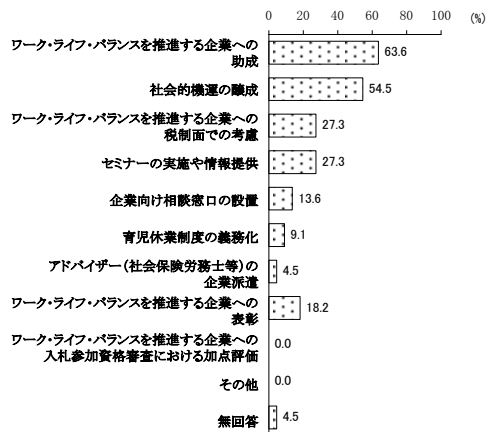 0 20 40 60 80 100 (%)
ワーク・ライフ・バランスを推進する企業への
助成
63.6
社会的機運の醸成
54.5
ワーク・ライフ・バランスを推進する企業への
税制面での考慮
27.3
セミナーの実施や情報提供
27.3
企業向け相談窓口の設置
13.6
育児休業制度の義務化
9.1
アドバイザー(社会保険労務士等)の
企業派遣
4.5
ワーク・ライフ・バランスを推進する企業への
表彰
18.2
ワーク・ライフ・バランスを推進する企業への
入札参加資格審査における加点評価
0.0
その他
0.0
無回答
4.5